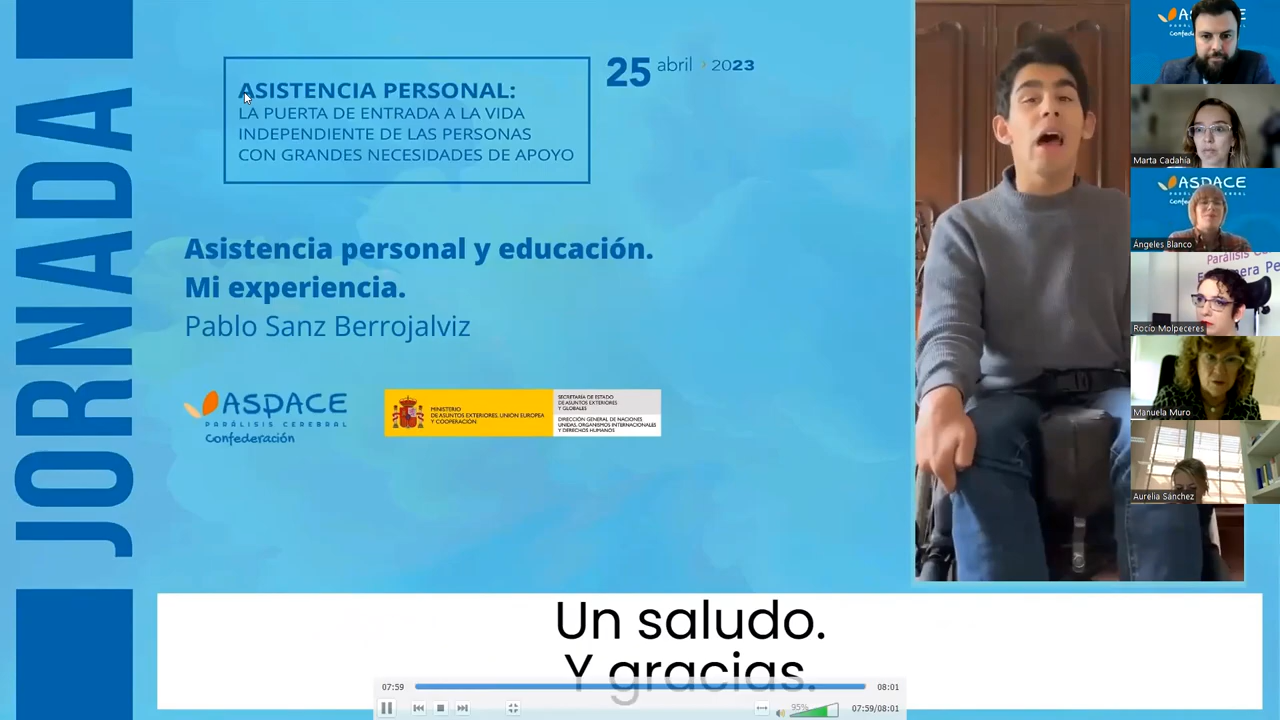 JORNADA
ASISTENCIA PERSONAL:
LA PUERTA DE ENTRADA A LA VIDA
INDEPENDIENTE DE LAS PERSONAS
CON GRANDES NECESIDADES DE APOYO
25 abril > 2023
Asistencia personal y educación.
Mi experiencia.
Pablo Sanz Berrojalviz
ASPACE
PARÁLISIS CEREBRAL
Confederación
MINISTERIO
DE ASUNTOS EXTERIORES, UNIÓN EUROPEA
Y COOPERACIÓN
SECRETARÍA DE ESTADO
DE ASUNTOS EXTERIORES
Y GLOBALES
DIRECCIÓN GENERAL DE NACIONES
UNIDAS, ORGANISMOS INTERNACIONALES
Y DERECHOS HUMANOS
Marta Cadahía
ASPACE
Ángeles Blanco
Rocío Molpeceres
Manuela Muro
Aurelia Sánchez
Un saludo.
Y gracias.
07:59
08:01
95%
07:59/08:01